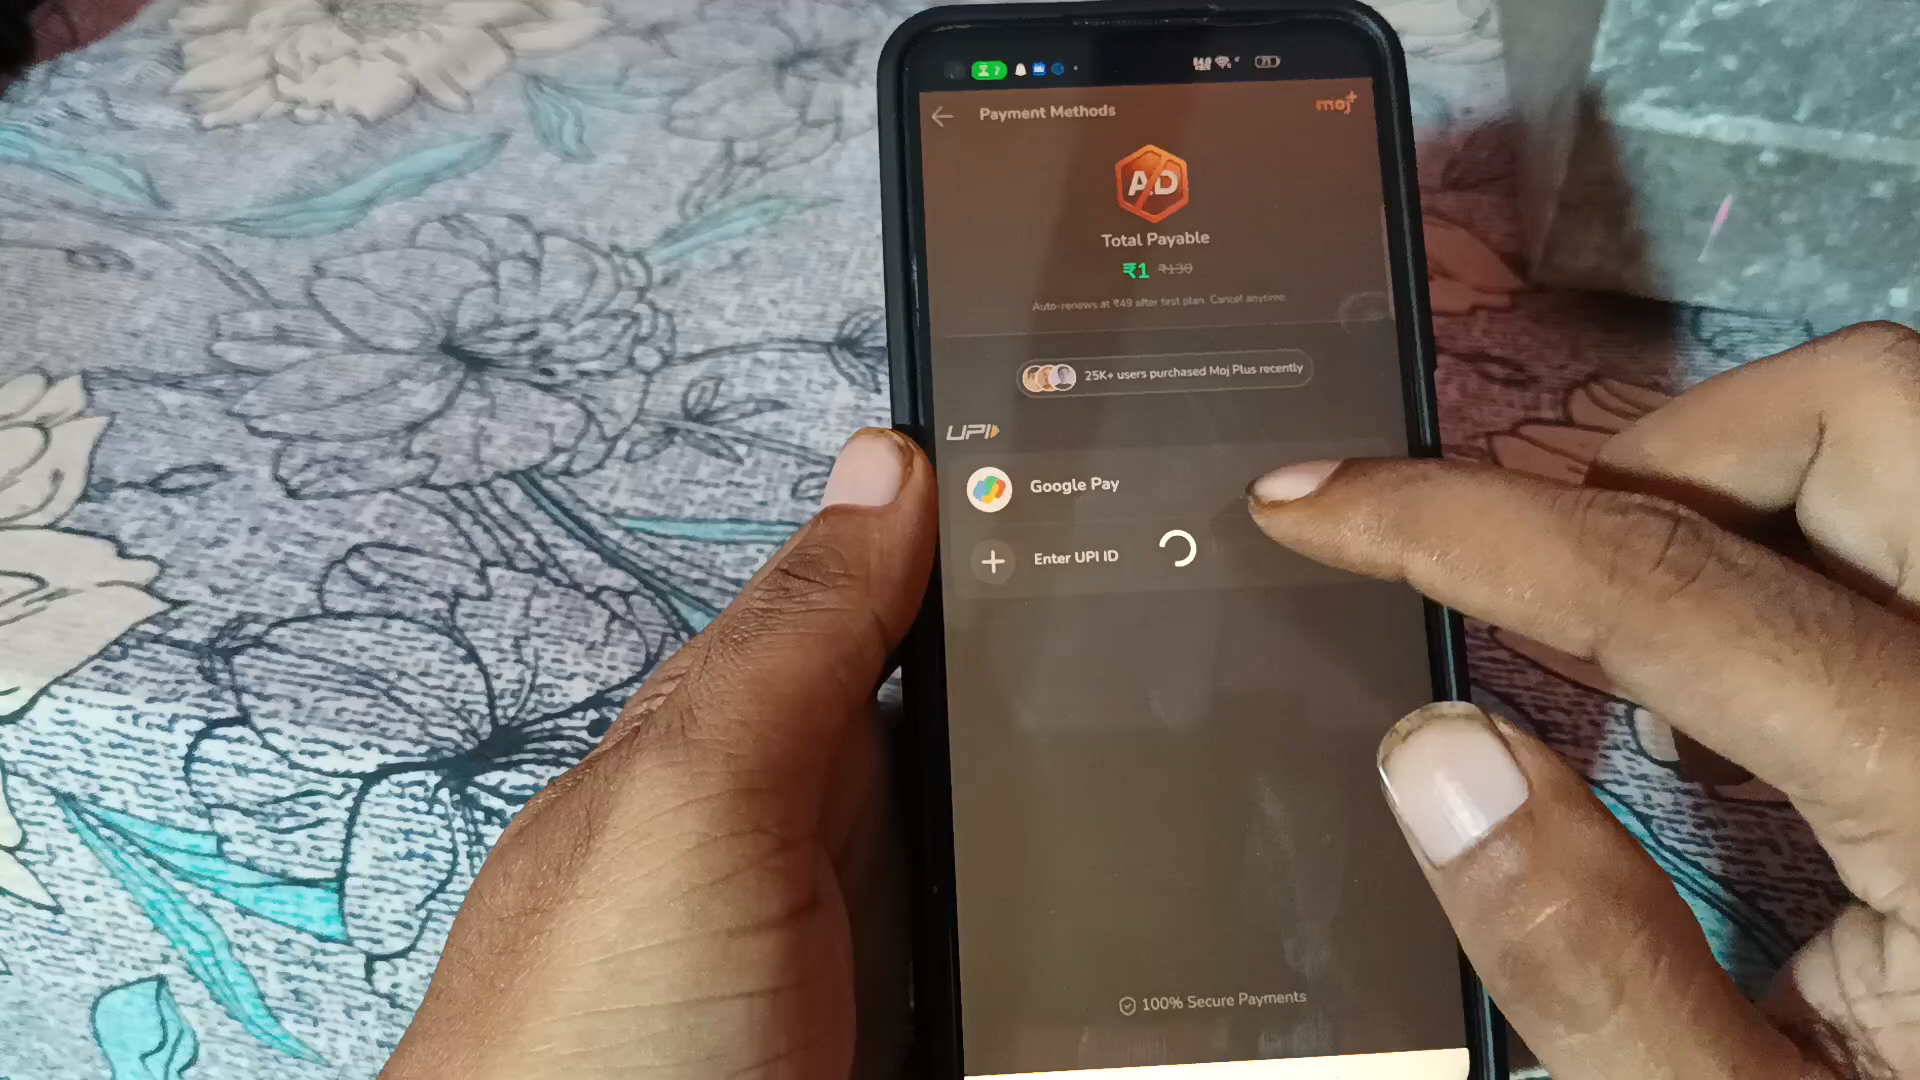 Payment Methods
moj+
AD
Total Payable
₹1 ₹130
Auto-renews at ₹49 after first plan. Cancel anytime.
25K+ users purchased Moj Plus recently
UPI
Google Pay
Enter UPI ID
100% Secure Payments